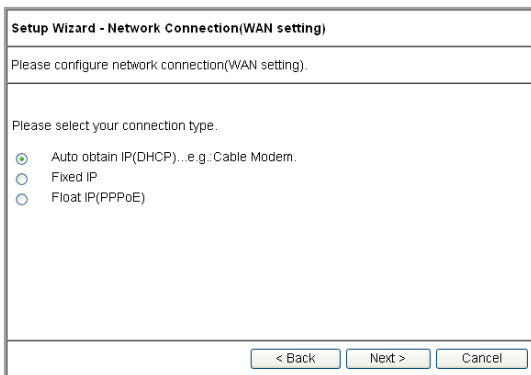 Setup Wizard - Network Connection(WAN setting)
Please configure network connection(WAN setting).
Please select your connection type.
Auto obtain IP(DHCP)...e.g.:Cable Modem.
Fixed IP
Float IP(PPPoE)
< Back Next > Cancel